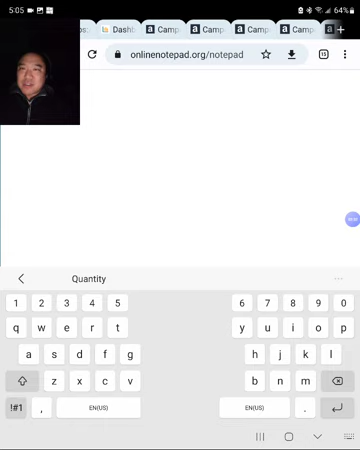 5:05 64%
Dashb Camp Camp Camp Camp
onlinenotepad.org/notepad
Quantity
1 2 3 4 5 6 7 8 9 0
q w e r t y u i o p
a s d f g h j k l
z x c v b n m
!#1 , EN(US) EN(US) .